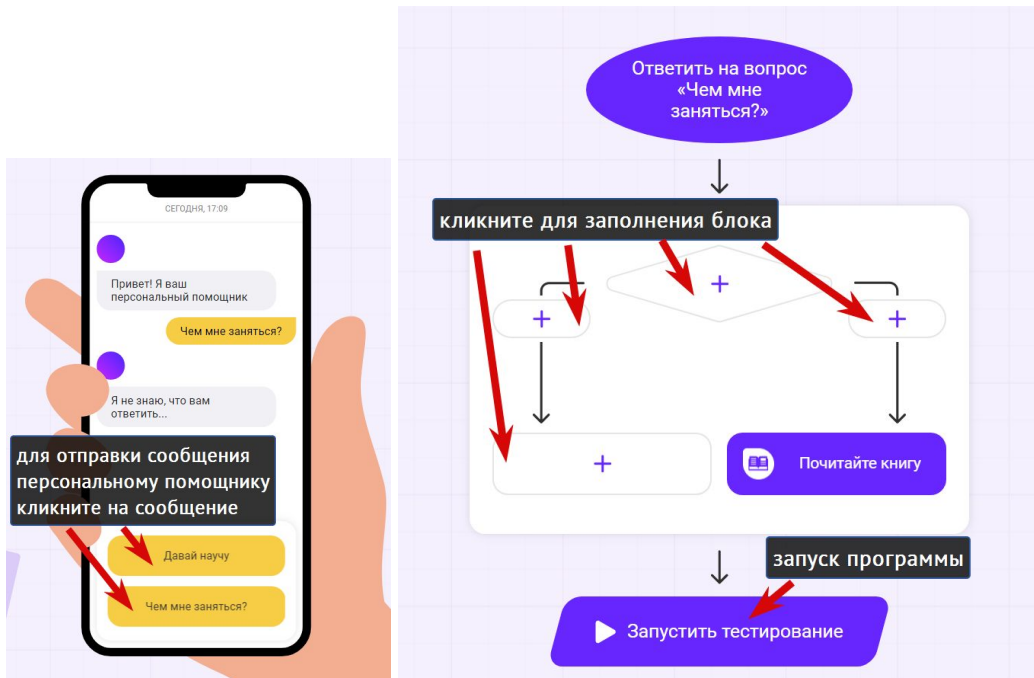 СЕГОДНЯ, 17:09
Привет! Я ваш
персональный помощник
Чем мне заняться?
Я не знаю, что вам
ответить...
для отправки сообщения
персональному помощнику
кликните на сообщение
Давай научу
Чем мне заняться?
Ответить на вопрос
«Чем мне
заняться?»
кликните для заполнения блока
+
+
+
+
Почитайте книгу
запуск программы
Запустить тестирование